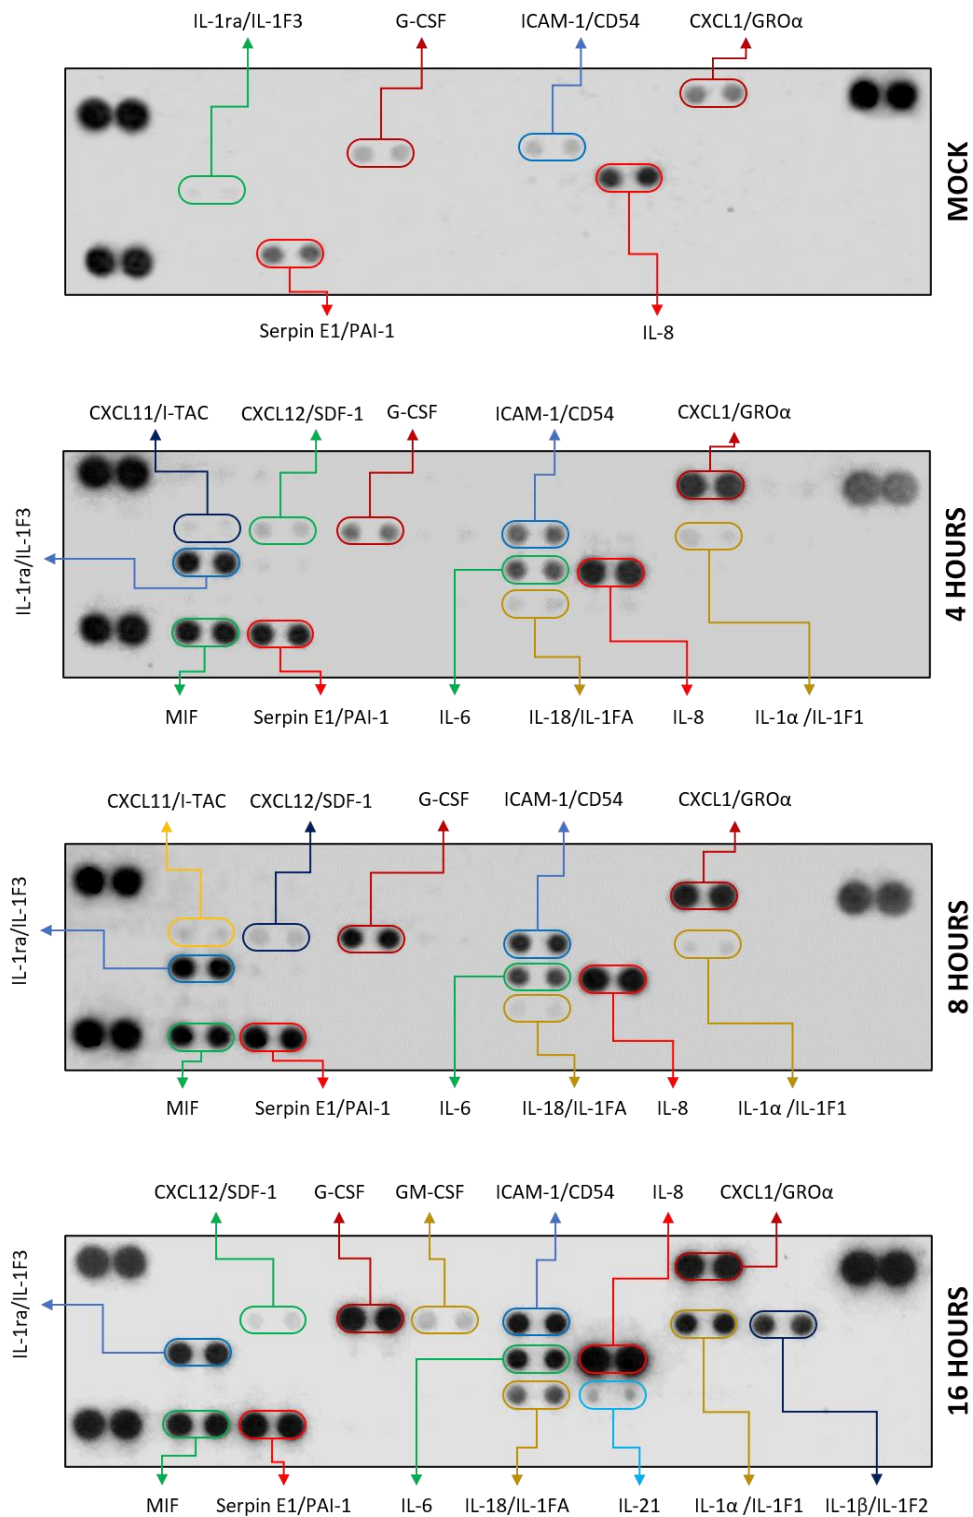 IL-1ra/IL-1F3 G-CSF ICAM-1/CD54 CXCL1/GROα
MOCK
Serpin E1/PAI-1 IL-8
CXCL11/I-TAC CXCL12/SDF-1 G-CSF ICAM-1/CD54 CXCL1/GROα
IL-1ra/IL-1F3
4 HOURS
MIF Serpin E1/PAI-1 IL-6 IL-18/IL-1FA IL-8 IL-1α /IL-1F1
CXCL11/I-TAC CXCL12/SDF-1 G-CSF ICAM-1/CD54 CXCL1/GROα
IL-1ra/IL-1F3
8 HOURS
MIF Serpin E1/PAI-1 IL-6 IL-18/IL-1FA IL-8 IL-1α /IL-1F1
CXCL12/SDF-1 G-CSF GM-CSF ICAM-1/CD54 IL-8 CXCL1/GROα
IL-1ra/IL-1F3
16 HOURS
MIF Serpin E1/PAI-1 IL-6 IL-18/IL-1FA IL-21 IL-1α /IL-1F1 IL-1β/IL-1F2